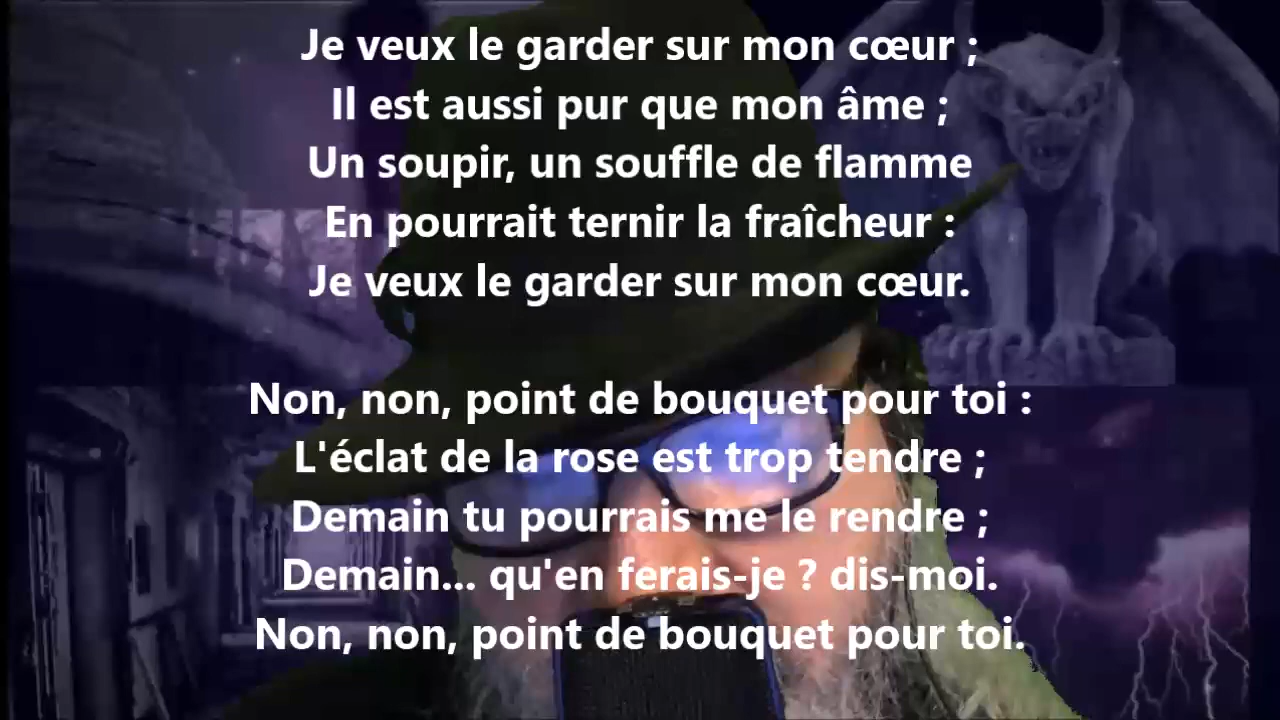 Je veux le garder sur mon cœur ;
Il est aussi pur que mon âme ;
Un soupir, un souffle de flamme
En pourrait ternir la fraîcheur :
Je veux le garder sur mon cœur.
Non, non, point de bouquet pour toi :
L'éclat de la rose est trop tendre ;
Demain tu pourrais me le rendre ;
Demain... qu'en ferais-je ? dis-moi.
Non, non, point de bouquet pour toi.